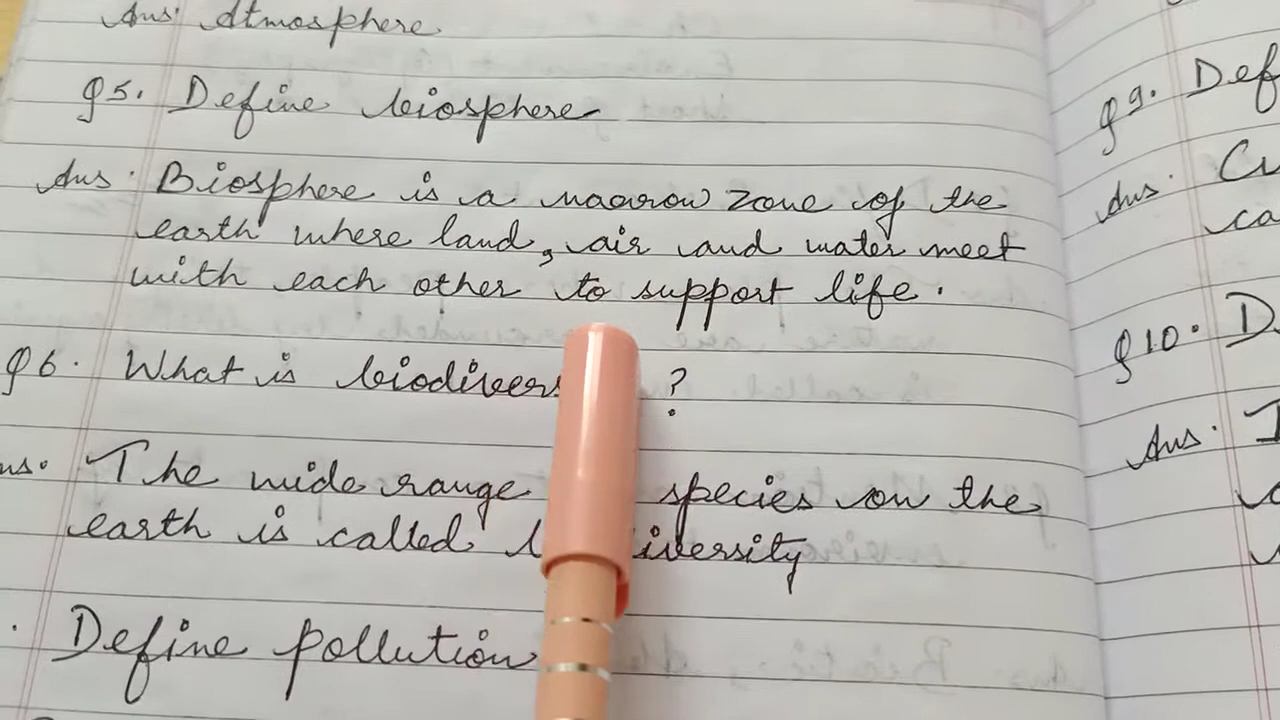 Ans. Atmosphere
Q5. Define biosphere
Ans. Biosphere is a narrow zone of the
earth where land, air and water meet
with each other to support life.
Q6. What is ?
Ans. The wide range species on the
earth is called
Define pollution
Q9.
Ans.
Q10.
Ans.